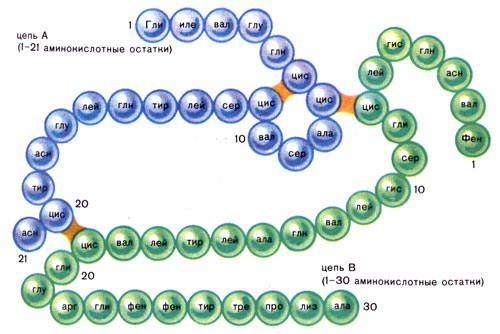 1 Гли иле вал глу
цепь А
(1–21 аминокислотные остатки)
глн
цис
цис
ала
сер
вал
10
цис сер лей тир глн лей
глу
асн
тир
цис
20
асн
21
Фен
1
вал
асн
глн
гис
лей
цис
гли
сер
гис
10
лей
вал
глн
ала
лей
тир
лей
вал
цис
гли
20
глу
арг гли фен фен тир тре про лиз ала 30
цепь В
(1–30 аминокислотные остатки)